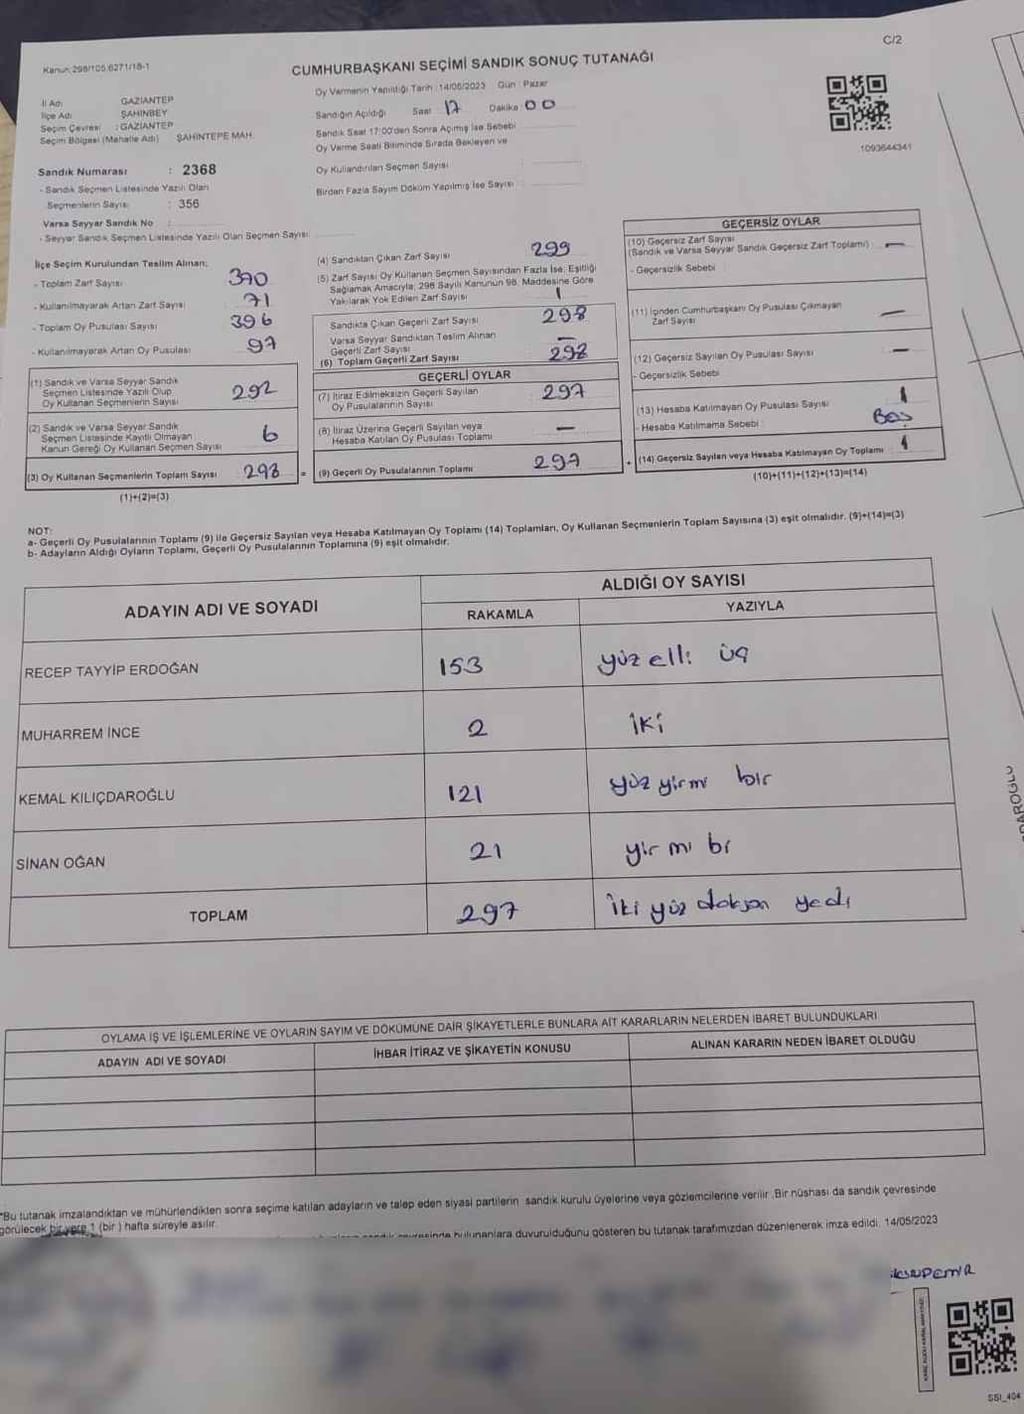 C/2
Kanun:298/105,6271/18-1
CUMHURBAŞKANI SEÇİMİ SANDIK SONUÇ TUTANAĞI
Oy Vermenin Yapıldığı Tarih :14/05/2023 Gün : Pazar
İl Adı : GAZİANTEP
İlçe Adı : ŞAHİNBEY
Seçim Çevresi : GAZİANTEP
Seçim Bölgesi (Mahalle Adı) ŞAHİNTEPE MAH.
Sandığın Açıldığı Saat : 17 Dakika : 00
Sandık Saat 17:00'den Sonra Açımış İse Sebebi
Oy Verme Saati Bitiminde Sırada Bekleyen ve
Oy Kullandırılan Seçmen Sayısı :
Birden Fazla Sayım Döküm Yapılmış İse Sayısı :
1093644341
Sandık Numarası : 2368
- Sandık Seçmen Listesinde Yazılı Olan
Seçmenlerin Sayısı : 356
Varsa Seyyar Sandık No :
- Seyyar Sandık Seçmen Listesinde Yazılı Olan Seçmen Sayısı
İlçe Seçim Kurulundan Teslim Alınan;
- Toplam Zarf Sayısı 370
- Kullanılmayarak Artan Zarf Sayısı 71
- Toplam Oy Pusulası Sayısı 396
- Kullanılmayarak Artan Oy Pusulası 97
(1) Sandık ve Varsa Seyyar Sandık
Seçmen Listesinde Yazılı Olup
Oy Kullanan Seçmenlerin Sayısı 292
(2) Sandık ve Varsa Seyyar Sandık
Seçmen Listesinde Kayıtlı Olmayan
Kanun Gereği Oy Kullanan Seçmen Sayısı 6
(3) Oy Kullanan Seçmenlerin Toplam Sayısı 298 =
(1)+(2)=(3)
(4) Sandıktan Çıkan Zarf Sayısı 299
(5) Zarf Sayısı Oy Kullanan Seçmen Sayısından Fazla İse, Eşitliği
Sağlamak Amacıyla; 298 Sayılı Kanunun 98. Maddesine Göre
Yakılarak Yok Edilen Zarf Sayısı 1
Sandıkta Çıkan Geçerli Zarf Sayısı 298
Varsa Seyyar Sandıktan Teslim Alınan
Geçerli Zarf Sayısı —
(6) Toplam Geçerli Zarf Sayısı 298
GEÇERLİ OYLAR
(7) İtiraz Edilmeksizin Geçerli Sayılan
Oy Pusulalarının Sayısı 297
(8) İtiraz Üzerine Geçerli Sayılan veya
Hesaba Katılan Oy Pusulası Toplamı —
(9) Geçerli Oy Pusulalarının Toplamı 297 +
GEÇERSİZ OYLAR
(10) Geçersiz Zarf Sayısı
(Sandık ve Varsa Seyyar Sandık Geçersiz Zarf Toplamı) —
- Geçersizlik Sebebi :
(11) İçinden Cumhurbaşkanı Oy Pusulası Çıkmayan
Zarf Sayısı —
(12) Geçersiz Sayılan Oy Pusulası Sayısı —
- Geçersizlik Sebebi
(13) Hesaba Katılmayan Oy Pusulası Sayısı 1
- Hesaba Katılmama Sebebi : Boş
(14) Geçersiz Sayılan veya Hesaba Katılmayan Oy Toplamı 1
(10)+(11)+(12)+(13)=(14)
NOT:
a- Geçerli Oy Pusulalarının Toplamı (9) ile Geçersiz Sayılan veya Hesaba Katılmayan Oy Toplamı (14) Toplamları, Oy Kullanan Seçmenlerin Toplam Sayısına (3) eşit olmalıdır. (9)+(14)=(3)
b- Adayların Aldığı Oyların Toplamı, Geçerli Oy Pusulalarının Toplamına (9) eşit olmalıdır.
ADAYIN ADI VE SOYADI
ALDIĞI OY SAYISI
RAKAMLA YAZIYLA
RECEP TAYYİP ERDOĞAN 153 yüz elli üç
MUHARREM İNCE 2 iki
KEMAL KILIÇDAROĞLU 121 yüz yirmi bir
SİNAN OĞAN 21 yir mi bi
TOPLAM 297 iki yüz doksan yedi
OYLAMA İŞ VE İŞLEMLERİNE VE OYLARIN SAYIM VE DÖKÜMÜNE DAİR ŞİKAYETLERLE BUNLARA AİT KARARLARIN NELERDEN İBARET BULUNDUKLARI
ADAYIN ADI VE SOYADI İHBAR İTİRAZ VE ŞİKAYETİN KONUSU ALINAN KARARIN NEDEN İBARET OLDUĞU
*Bu tutanak imzalandıktan ve mühürlendikten sonra seçime katılan adayların ve talep eden siyasi partilerin sandık kurulu üyelerine veya gözlemcilerine verilir .Bir nüshası da sandık çevresinde
görülecek bir yere 1 (bir ) hafta süreyle asılır.
bulunanlara duyurulduğunu gösteren bu tutanak tarafımızdan düzenlenerek imza edildi. 14/05/2023
SSI_404